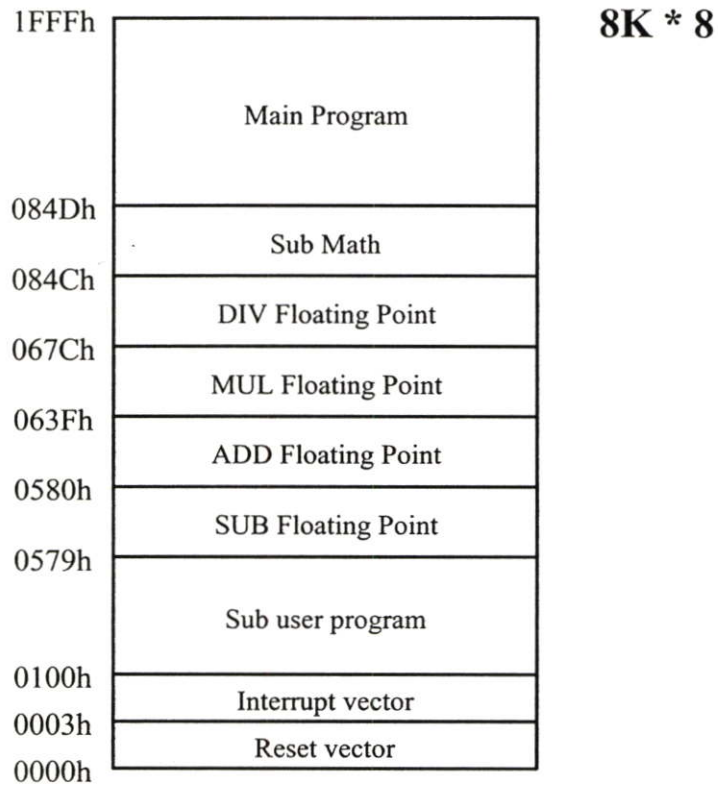 1FFFh
8K * 8
Main Program
084Dh
Sub Math
084Ch
DIV Floating Point
067Ch
MUL Floating Point
063Fh
ADD Floating Point
0580h
SUB Floating Point
0579h
Sub user program
0100h
Interrupt vector
0003h
Reset vector
0000h